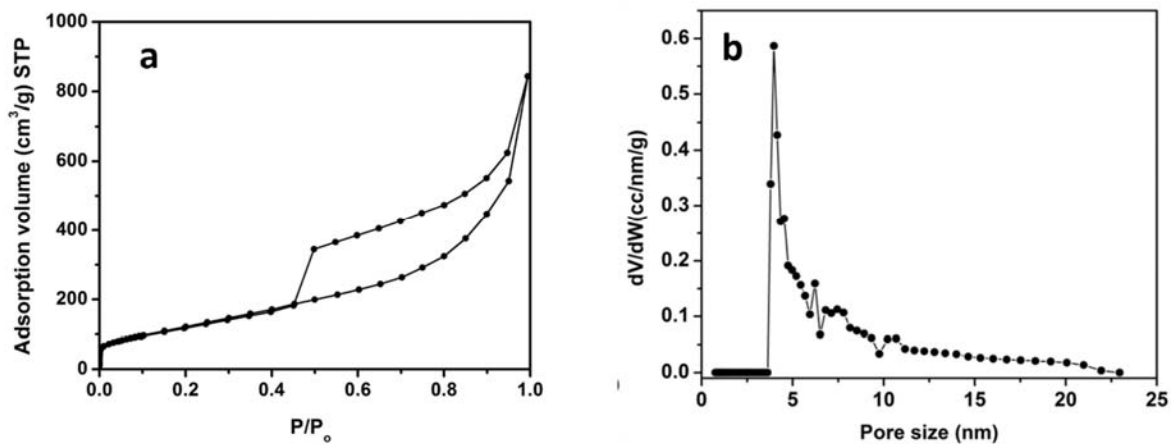 a
Adsorption volume (cm³/g) STP
1000
800
600
400
200
0
0.0 0.2 0.4 0.6 0.8 1.0
P/Pₒ
b
dV/dW(cc/nm/g)
0.6
0.5
0.4
0.3
0.2
0.1
0.0
0 5 10 15 20 25
Pore size (nm)